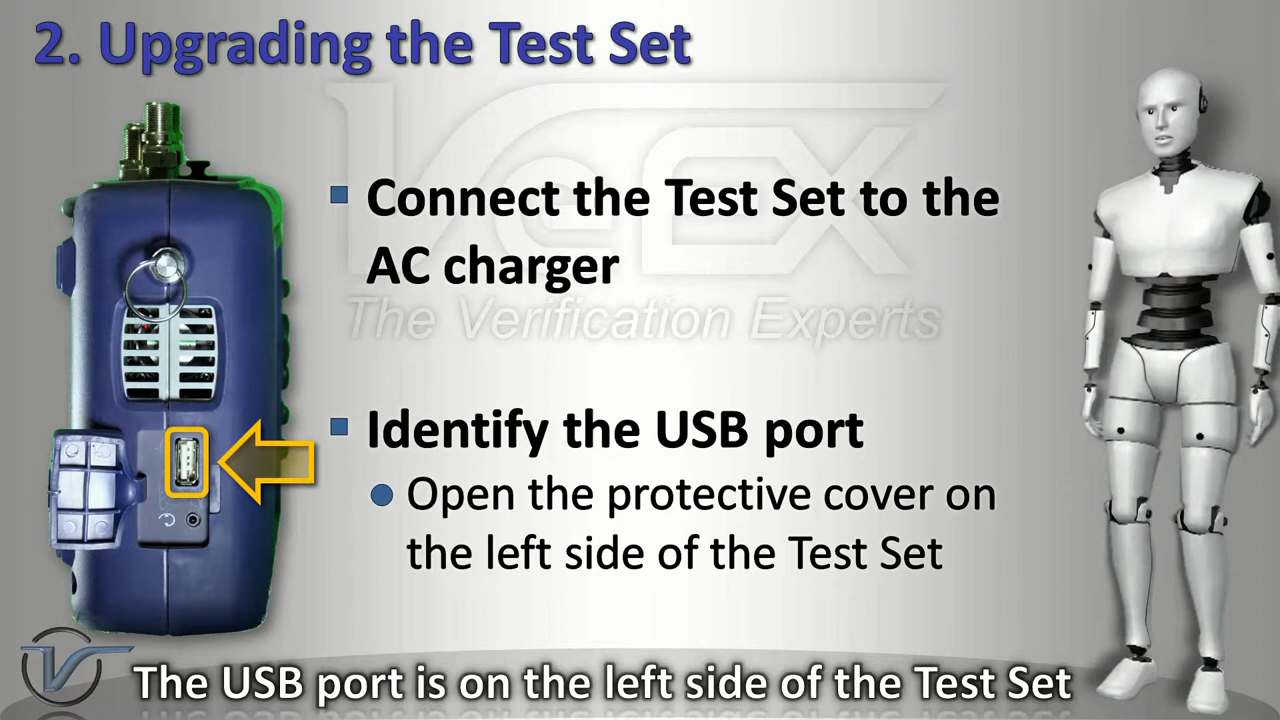 2. Upgrading the Test Set
VeEX
The Verification Experts
Connect the Test Set to the
AC charger
Identify the USB port
Open the protective cover on
the left side of the Test Set
The USB port is on the left side of the Test Set